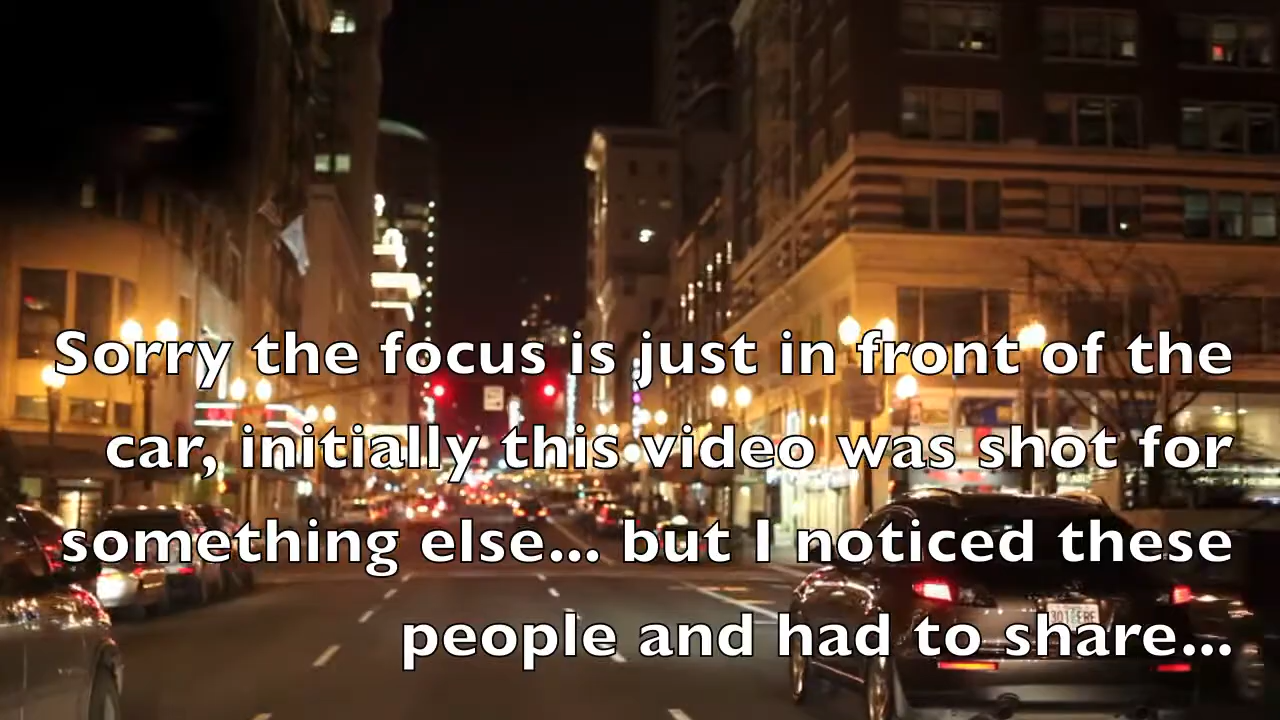 Sorry the focus is just in front of the
car, initially this video was shot for
something else... but I noticed these
people and had to share...